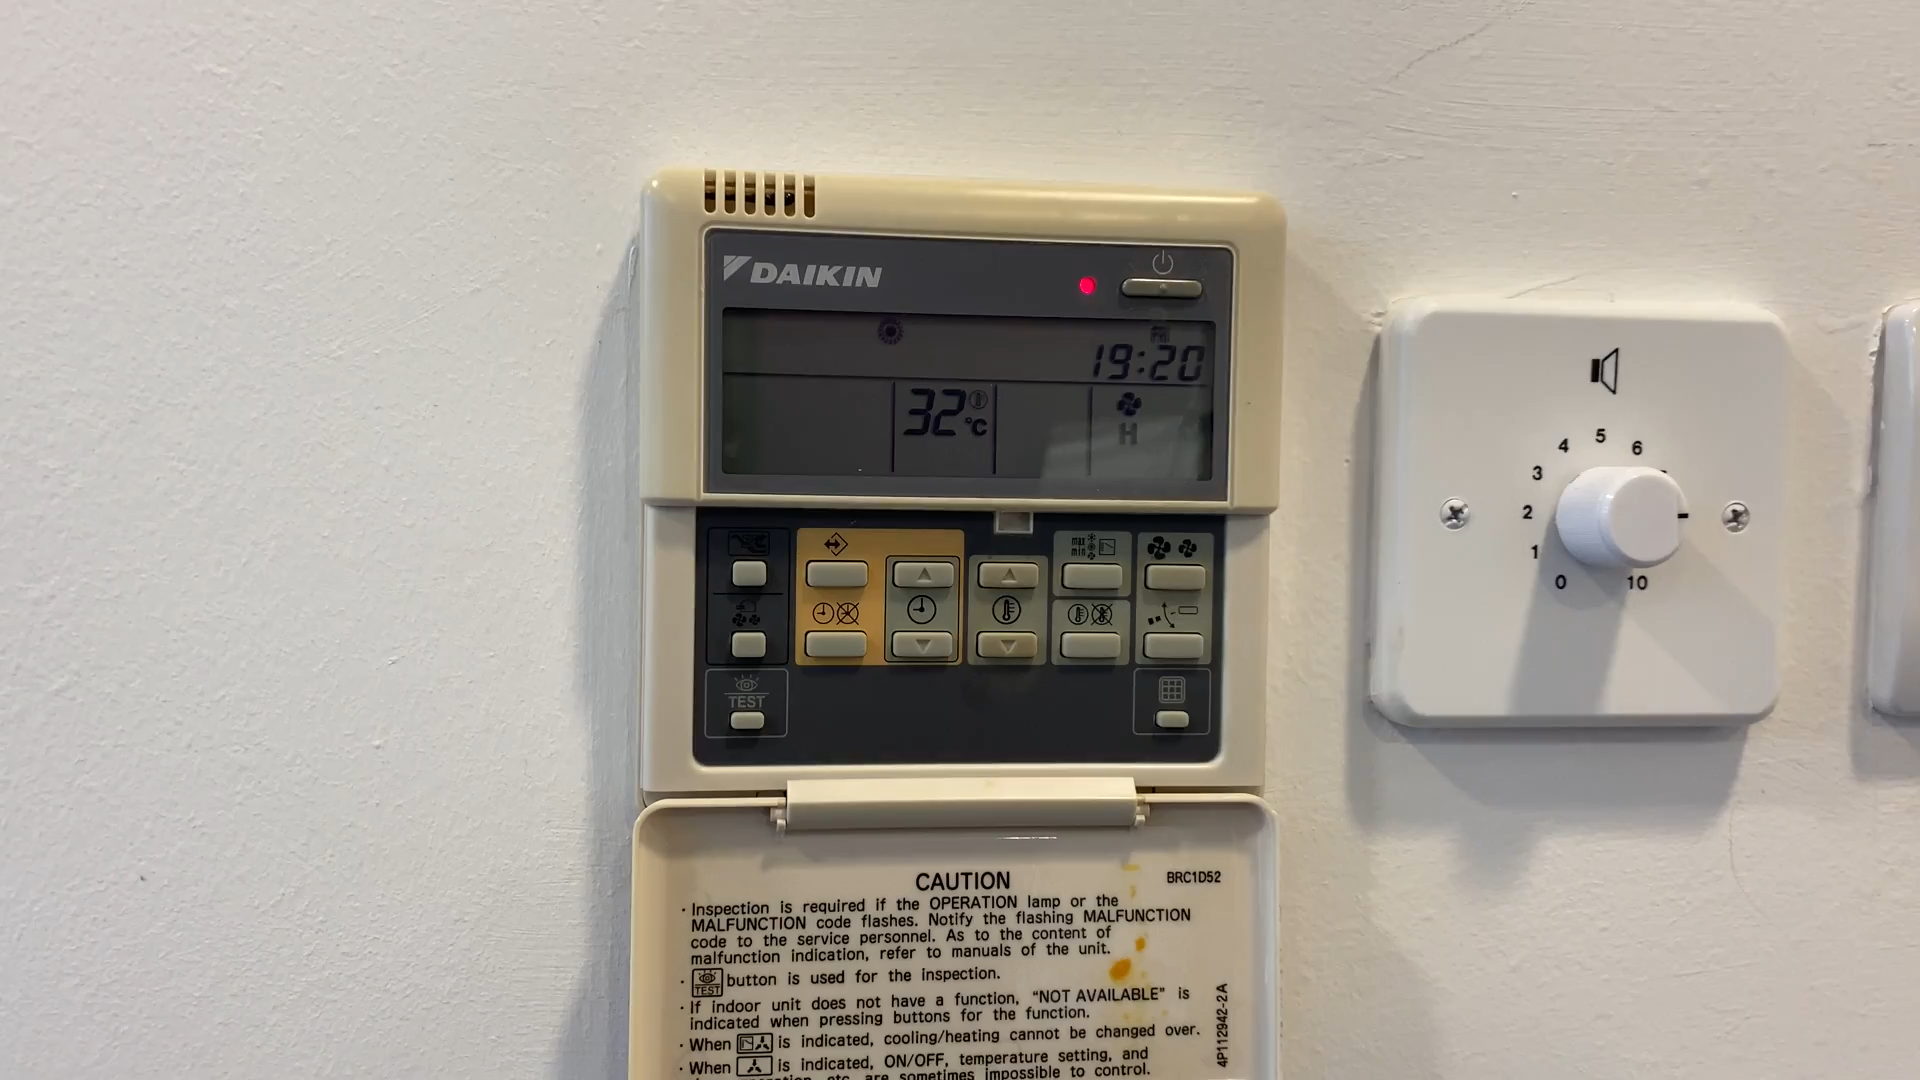 DAIKIN
FRI
19:20
32°C
H
max
min
TEST
5
4 6
3
2
1
0 10
CAUTION
BRC1D52
· Inspection is required if the OPERATION lamp or the
MALFUNCTION code flashes. Notify the flashing MALFUNCTION
code to the service personnel. As to the content of
malfunction indication, refer to manuals of the unit.
· TEST button is used for the inspection.
· If indoor unit does not have a function, "NOT AVAILABLE" is
indicated when pressing buttons for the function.
· When is indicated, cooling/heating cannot be changed over.
· When is indicated, ON/OFF, temperature setting, and
etc. are sometimes impossible to control.
4P112942-2A